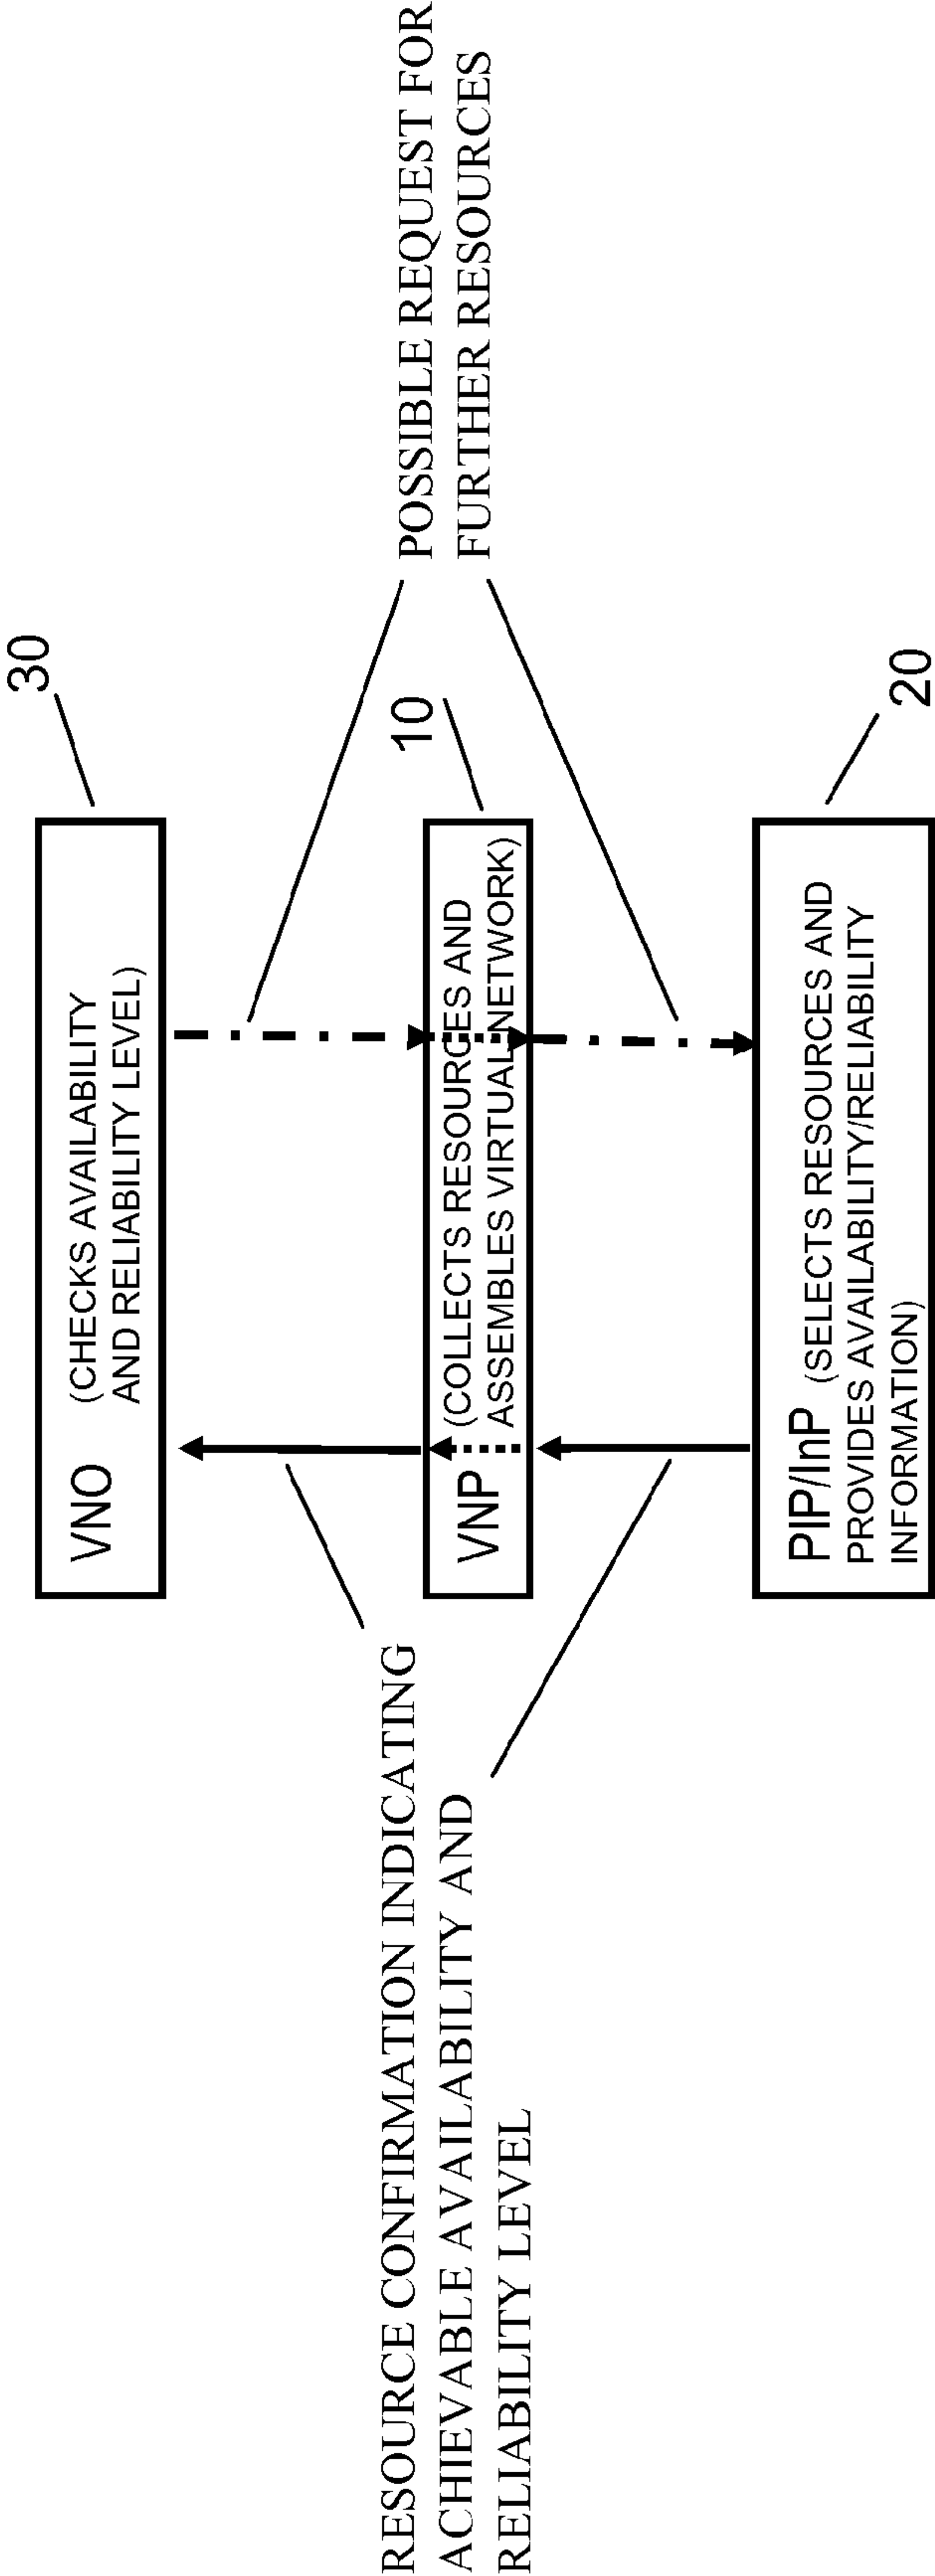 30
VNO (CHECKS AVAILABILITY
AND RELIABILITY LEVEL)
POSSIBLE REQUEST FOR
FURTHER RESOURCES
RESOURCE CONFIRMATION INDICATING
ACHIEVABLE AVAILABILITY AND
RELIABILITY LEVEL
10
VNP (COLLECTS RESOURCES AND
ASSEMBLES VIRTUAL NETWORK)
20
PIP/InP (SELECTS RESOURCES AND
PROVIDES AVAILABILITY/RELIABILITY
INFORMATION)